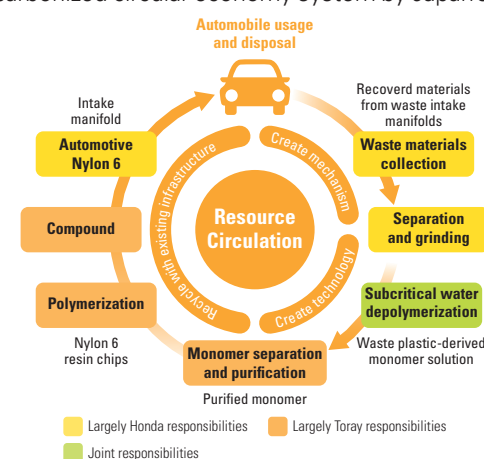 Automobile usage
and disposal
Recoverd materials
from waste intake
manifolds
Waste materials
collection
Separation
and grinding
Subcritical water
depolymerization
Waste plastic-derived
monomer solution
Monomer separation
and purification
Purified monomer
Nylon 6
resin chips
Polymerization
Compound
Automotive
Nylon 6
Intake
manifold
Create mechanism
Create technology
Recycle with existing infrastructure
Resource
Circulation
Largely Honda responsibilities
Largely Toray responsibilities
Joint responsibilities